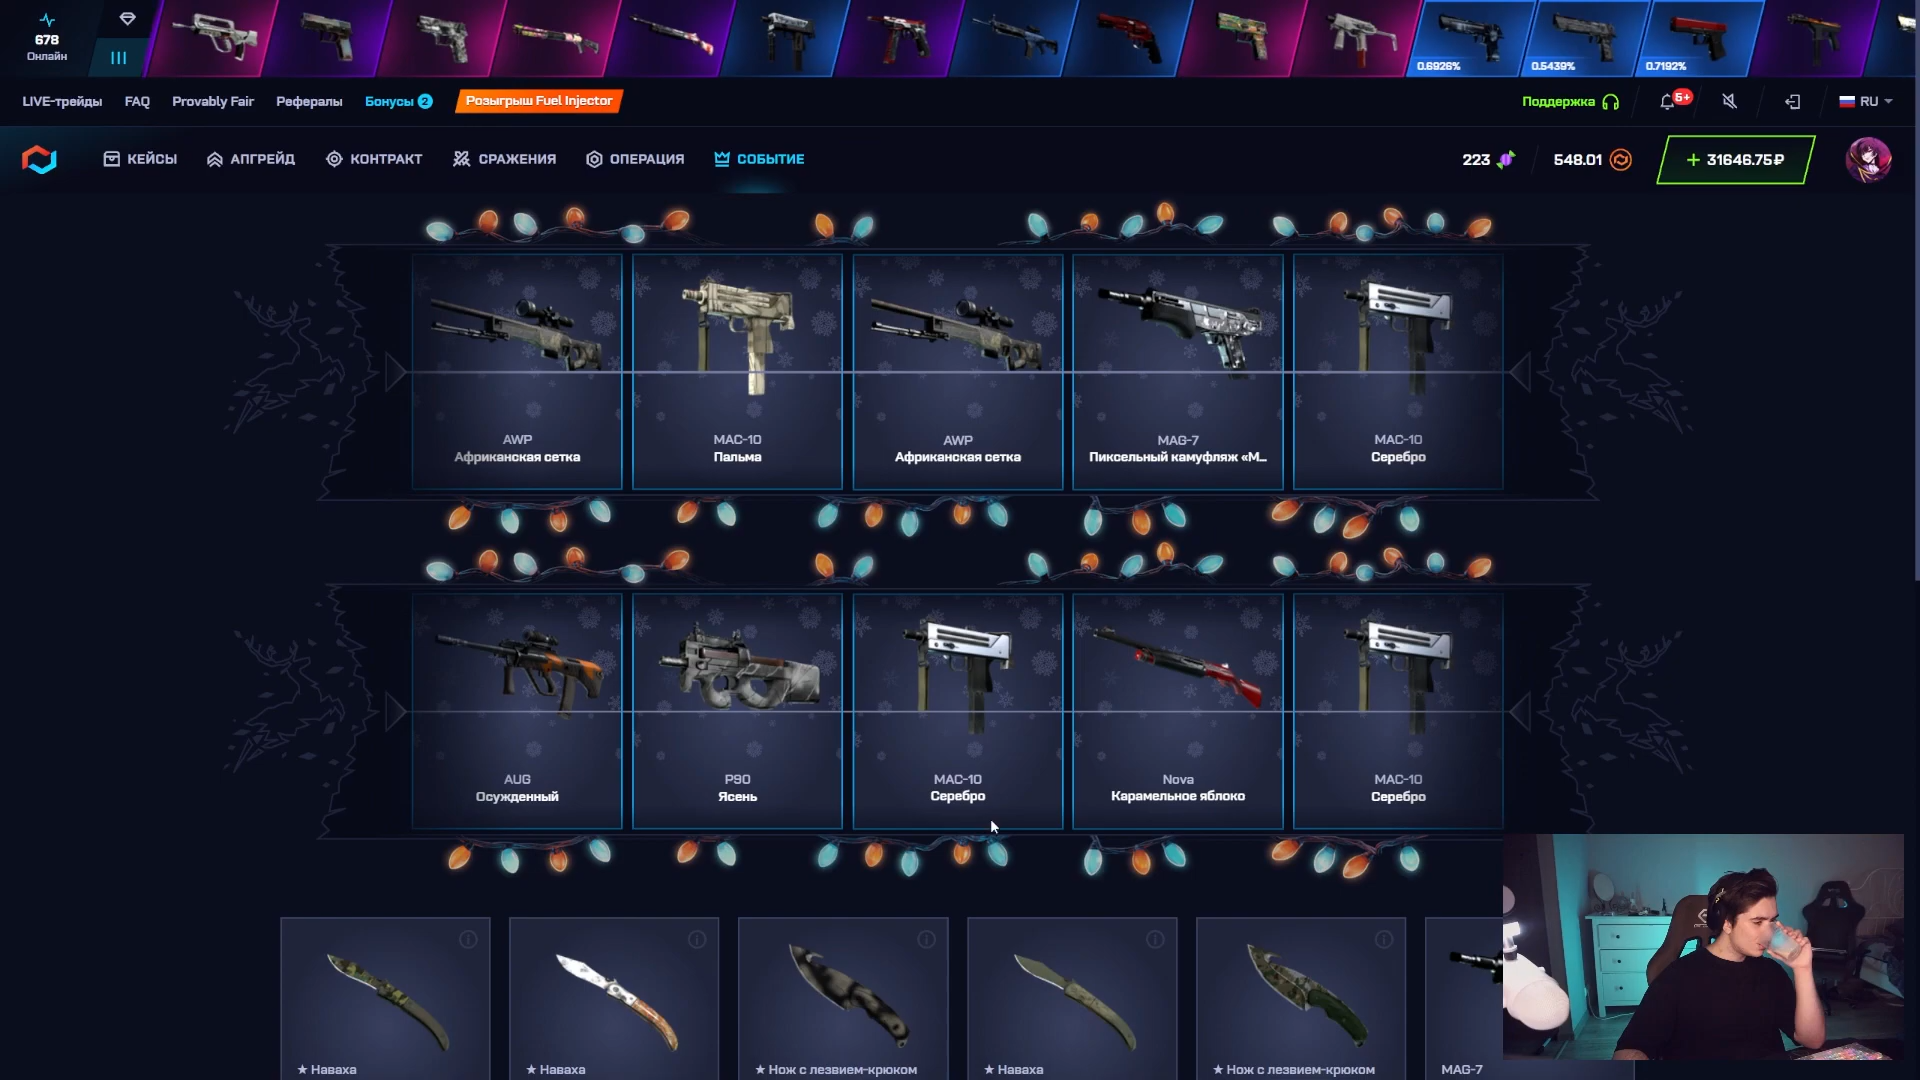 678
Онлайн
0.6926%
0.5439%
0.7192%
LIVE-трейды
FAQ
Provably Fair
Рефералы
Бонусы 2
Розыгрыш Fuel Injector
Поддержка
5+
RU
КЕЙСЫ
АПГРЕЙД
КОНТРАКТ
СРАЖЕНИЯ
ОПЕРАЦИЯ
СОБЫТИЕ
223
548.01
+ 31646.75₽
AWP
Африканская сетка
MAC-10
Пальма
AWP
Африканская сетка
MAG-7
Пиксельный камуфляж «М...
MAC-10
Серебро
AUG
Осужденный
P90
Ясень
MAC-10
Серебро
Nova
Карамельное яблоко
MAC-10
Серебро
★ Наваха
★ Наваха
★ Нож с лезвием-крюком
★ Наваха
★ Нож с лезвием-крюком
MAG-7